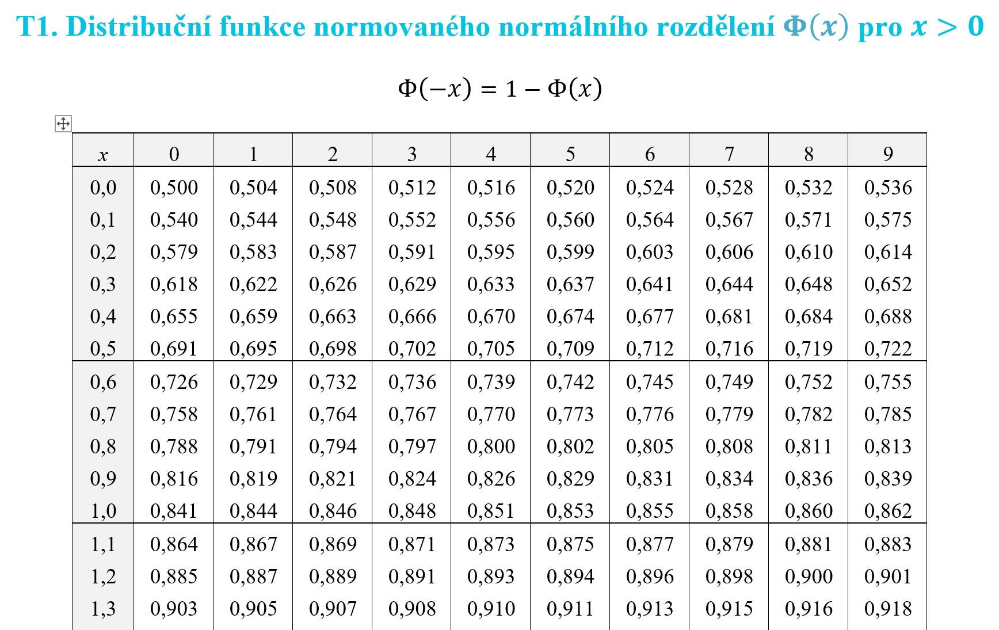 T1. Distribuční funkce normovaného normálního rozdělení Φ(x) pro x > 0
Φ(−x) = 1 − Φ(x)
x 0 1 2 3 4 5 6 7 8 9
0,0 0,500 0,504 0,508 0,512 0,516 0,520 0,524 0,528 0,532 0,536
0,1 0,540 0,544 0,548 0,552 0,556 0,560 0,564 0,567 0,571 0,575
0,2 0,579 0,583 0,587 0,591 0,595 0,599 0,603 0,606 0,610 0,614
0,3 0,618 0,622 0,626 0,629 0,633 0,637 0,641 0,644 0,648 0,652
0,4 0,655 0,659 0,663 0,666 0,670 0,674 0,677 0,681 0,684 0,688
0,5 0,691 0,695 0,698 0,702 0,705 0,709 0,712 0,716 0,719 0,722
0,6 0,726 0,729 0,732 0,736 0,739 0,742 0,745 0,749 0,752 0,755
0,7 0,758 0,761 0,764 0,767 0,770 0,773 0,776 0,779 0,782 0,785
0,8 0,788 0,791 0,794 0,797 0,800 0,802 0,805 0,808 0,811 0,813
0,9 0,816 0,819 0,821 0,824 0,826 0,829 0,831 0,834 0,836 0,839
1,0 0,841 0,844 0,846 0,848 0,851 0,853 0,855 0,858 0,860 0,862
1,1 0,864 0,867 0,869 0,871 0,873 0,875 0,877 0,879 0,881 0,883
1,2 0,885 0,887 0,889 0,891 0,893 0,894 0,896 0,898 0,900 0,901
1,3 0,903 0,905 0,907 0,908 0,910 0,911 0,913 0,915 0,916 0,918